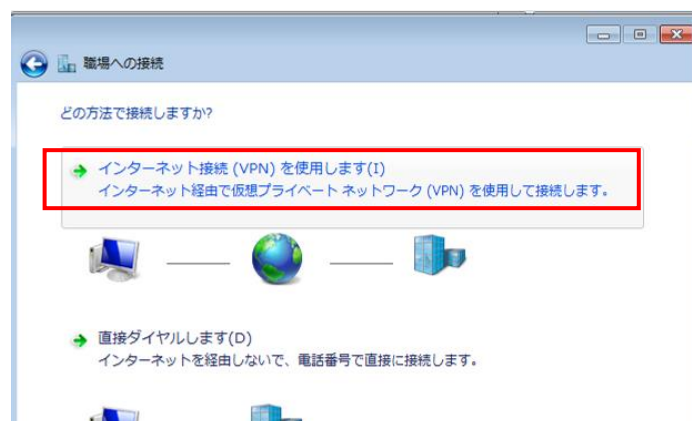 職場への接続
どの方法で接続しますか?
インターネット接続 (VPN) を使用します(I)
インターネット経由で仮想プライベート ネットワーク (VPN) を使用して接続します。
直接ダイヤルします(D)
インターネットを経由しないで、電話番号で直接に接続します。